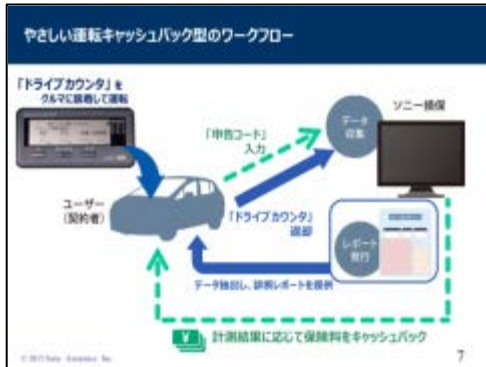 やさしい運転キャッシュバック型のワークフロー
「ドライブカウンタ」を
クルマに装着して運転
ソニー損保
データ
収集
「申告コード」
入力
ユーザー
(契約者)
「ドライブカウンタ」
返却
レポート
発行
データ抽出し、診断レポートを提供
¥ 計測結果に応じて保険料をキャッシュバック
7